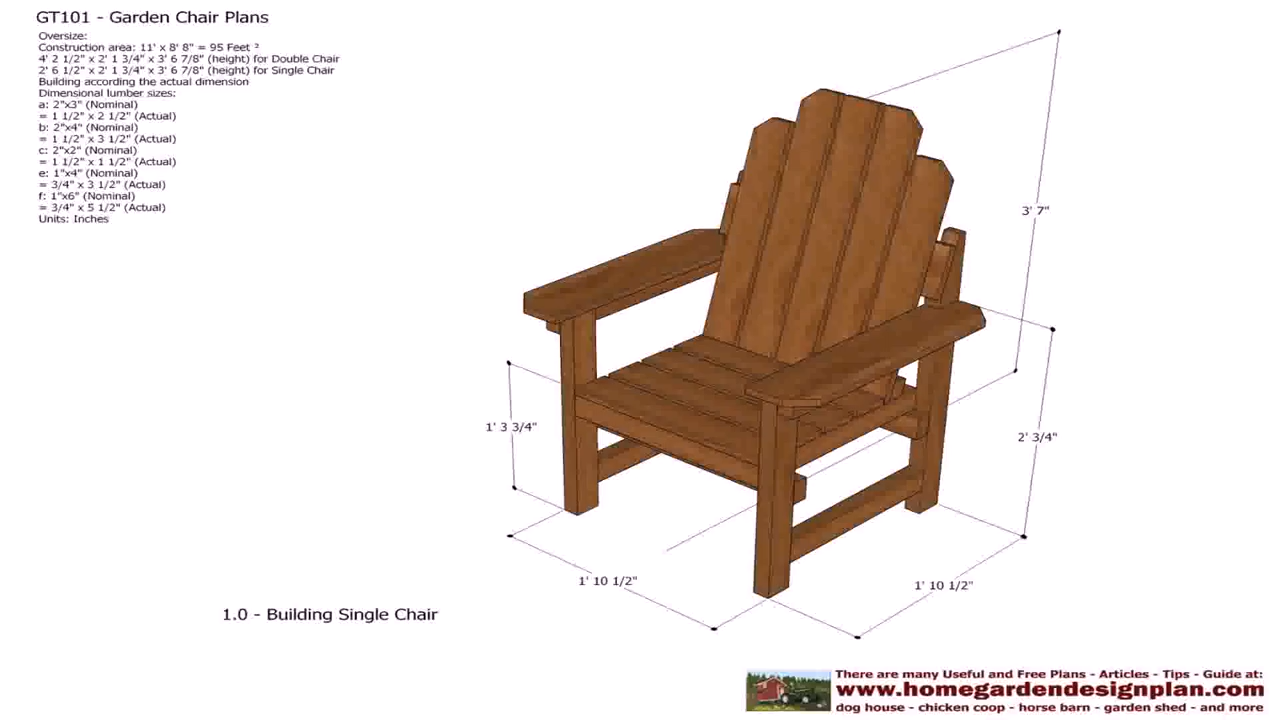 GT101 - Garden Chair Plans
Oversize:
Construction area: 11' x 8' 8" = 95 Feet ²
4' 2 1/2" x 2' 1 3/4" x 3' 6 7/8" (height) for Double Chair
2' 6 1/2" x 2' 1 3/4" x 3' 6 7/8" (height) for Single Chair
Building according the actual dimension
Dimensional lumber sizes:
a: 2"x3" (Nominal)
= 1 1/2" x 2 1/2" (Actual)
b: 2"x4" (Nominal)
= 1 1/2" x 3 1/2" (Actual)
c: 2"x2" (Nominal)
= 1 1/2" x 1 1/2" (Actual)
e: 1"x4" (Nominal)
= 3/4" x 3 1/2" (Actual)
f: 1"x6" (Nominal)
= 3/4" x 5 1/2" (Actual)
Units: Inches
3' 7"
1' 3 3/4"
2' 3/4"
1' 10 1/2"
1' 10 1/2"
1.0 - Building Single Chair
There are many Useful and Free Plans - Articles - Tips - Guide at:
www.homegardendesignplan.com
dog house - chicken coop - horse barn - garden shed - and more